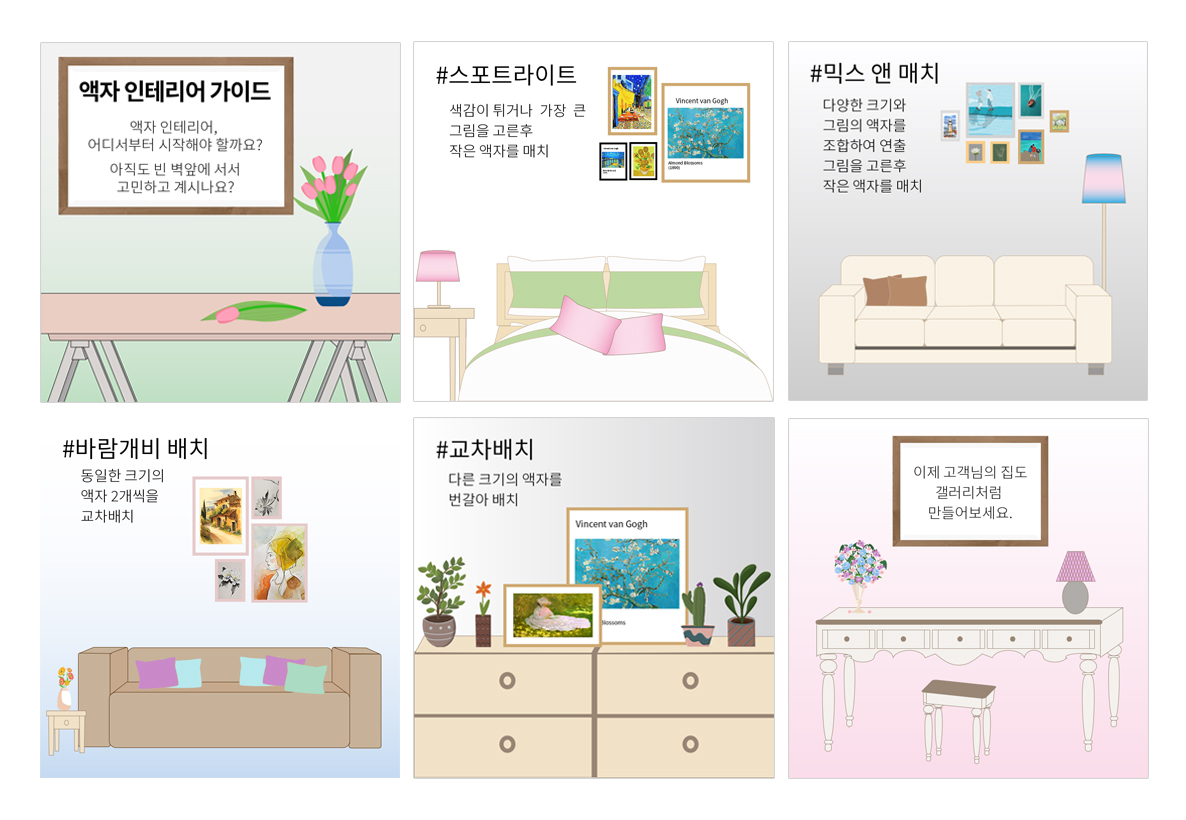 액자 인테리어 가이드
액자 인테리어,
어디서부터 시작해야 할까요?
아직도 빈 벽앞에 서서
고민하고 계시나요?
#스포트라이트
색감이 튀거나 가장 큰
그림을 고른후
작은 액자를 매치
Vincent van Gogh
Almond Blossoms
(1890)
#믹스 앤 매치
다양한 크기와
그림의 액자를
조합하여 연출
그림을 고른후
작은 액자를 매치
#바람개비 배치
동일한 크기의
액자 2개씩을
교차배치
#교차배치
다른 크기의 액자를
번갈아 배치
Vincent van Gogh
lossoms
이제 고객님의 집도
갤러리처럼
만들어보세요.